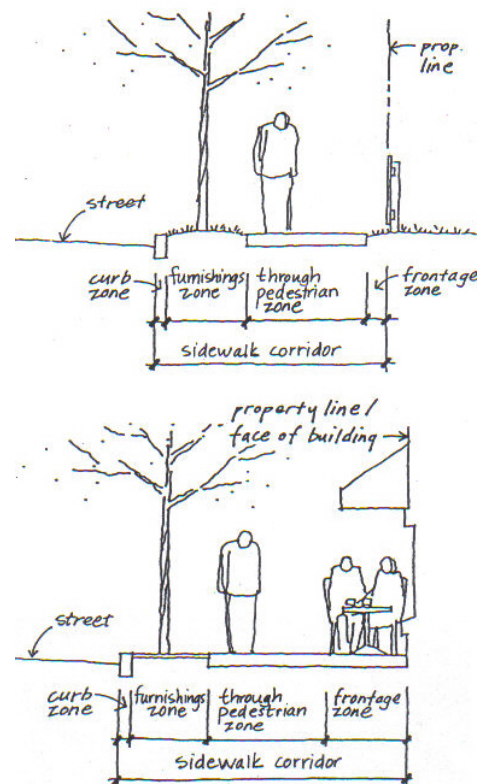 prop.
line
street
curb
zone
furnishings
zone
through
pedestrian
zone
frontage
zone
sidewalk corridor
property line /
face of building
street
curb
zone
furnishings
zone
through
pedestrian
zone
frontage
zone
sidewalk corridor